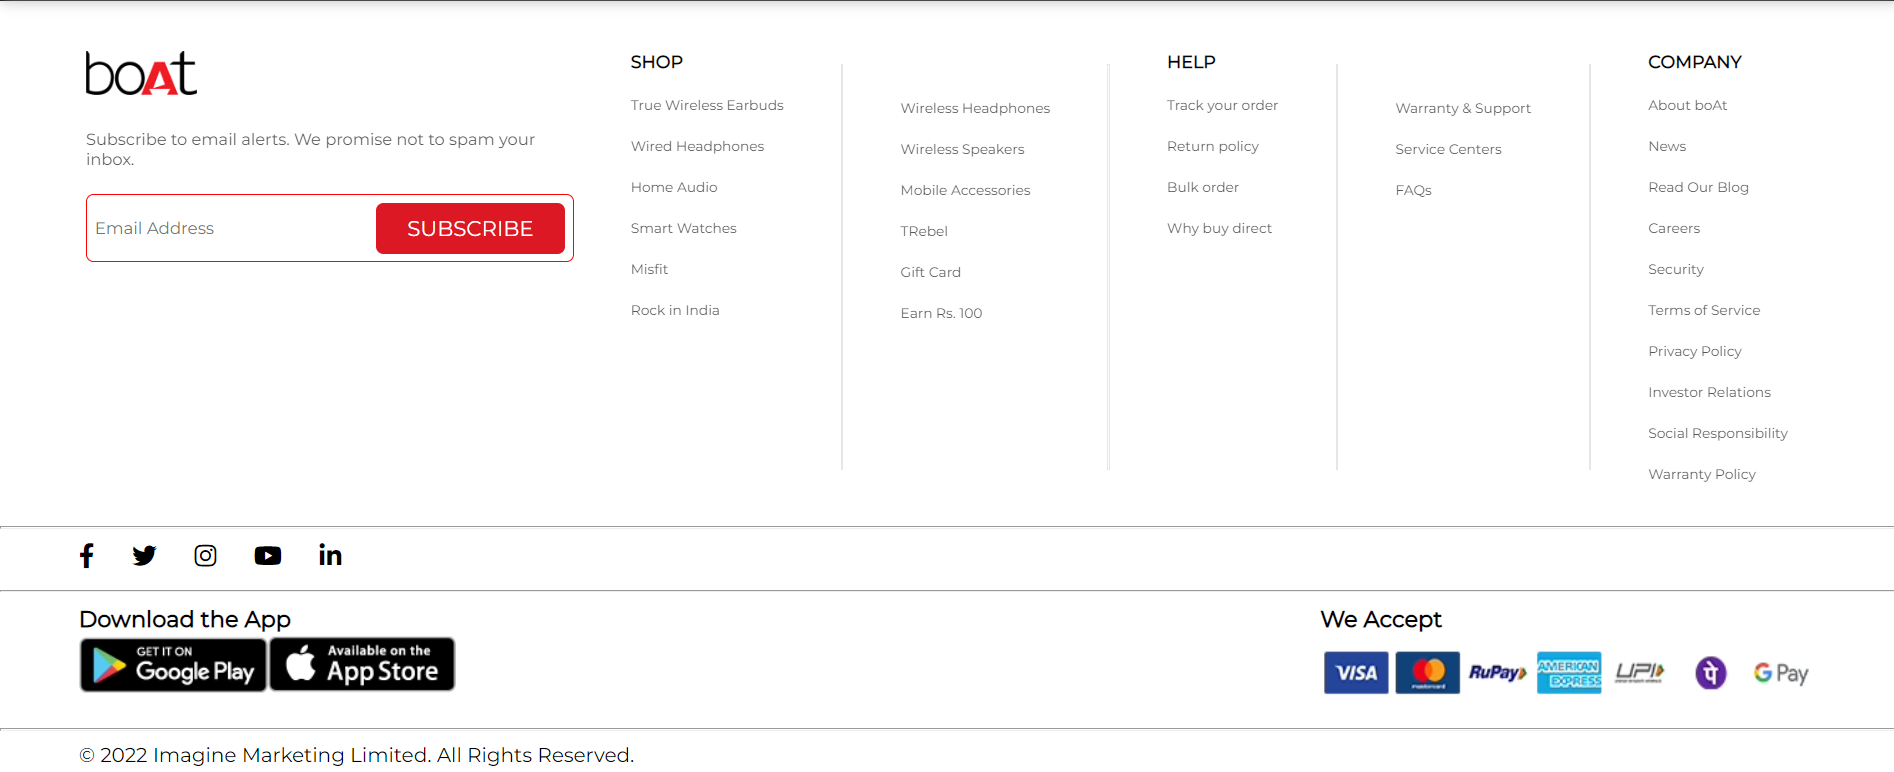 boAt
Subscribe to email alerts. We promise not to spam your
inbox.
Email Address
SUBSCRIBE
SHOP
True Wireless Earbuds
Wired Headphones
Home Audio
Smart Watches
Misfit
Rock in India
Wireless Headphones
Wireless Speakers
Mobile Accessories
TRebel
Gift Card
Earn Rs. 100
HELP
Track your order
Return policy
Bulk order
Why buy direct
Warranty & Support
Service Centers
FAQs
COMPANY
About boAt
News
Read Our Blog
Careers
Security
Terms of Service
Privacy Policy
Investor Relations
Social Responsibility
Warranty Policy
Download the App
GET IT ON
Google Play
Available on the
App Store
We Accept
VISA
mastercard
RuPay
AMERICAN
EXPRESS
UPI
पे
G Pay
© 2022 Imagine Marketing Limited. All Rights Reserved.